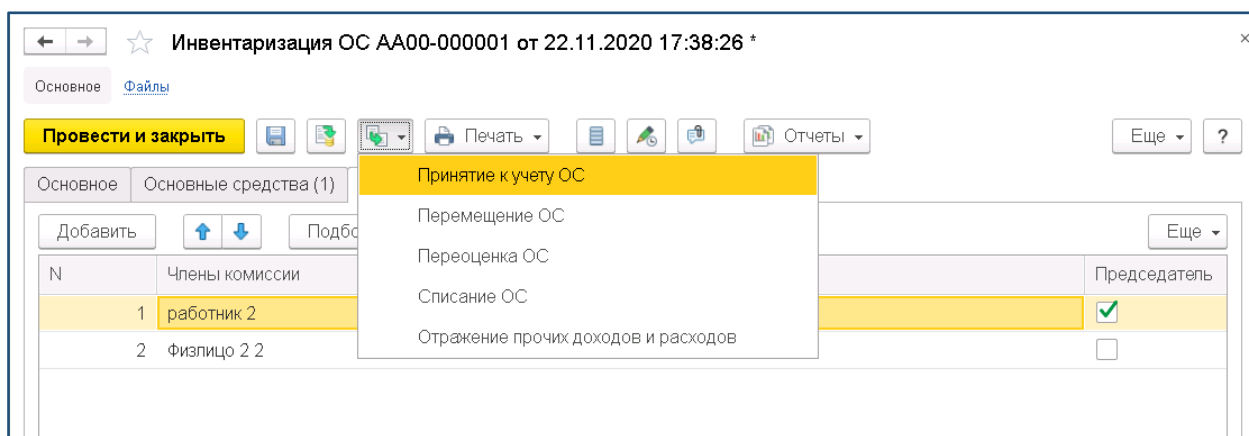 Инвентаризация ОС АА00-000001 от 22.11.2020 17:38:26 *
Основное Файлы
Провести и закрыть Печать Отчеты Еще ?
Основное Основные средства (1)
Принятие к учету ОС
Перемещение ОС
Переоценка ОС
Списание ОС
Отражение прочих доходов и расходов
Добавить Подбо Еще
N Члены комиссии Председатель
1 работник 2
2 Физлицо 2 2